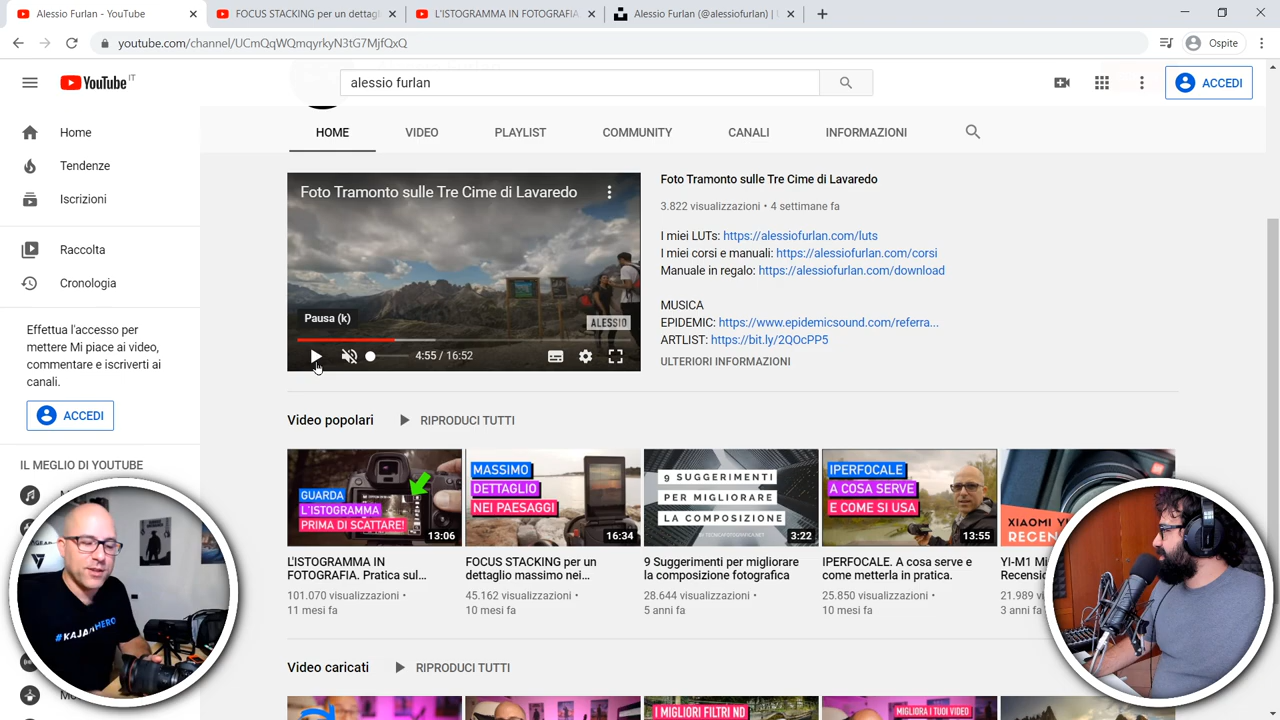 Alessio Furlan - YouTube
FOCUS STACKING per un dettagl
L'ISTOGRAMMA IN FOTOGRAFIA.
Alessio Furlan (@alessiofurlan) |
youtube.com/channel/UCmQqWQmqyrkyN3tG7MjfQxQ
Ospite
YouTube IT
alessio furlan
ACCEDI
Home
Tendenze
Iscrizioni
Raccolta
Cronologia
Effettua l'accesso per
mettere Mi piace ai video,
commentare e iscriverti ai
canali.
ACCEDI
IL MEGLIO DI YOUTUBE
HOME
VIDEO
PLAYLIST
COMMUNITY
CANALI
INFORMAZIONI
Foto Tramonto sulle Tre Cime di Lavaredo
Pausa (k)
ALESSIO
4:55 / 16:52
Foto Tramonto sulle Tre Cime di Lavaredo
3.822 visualizzazioni • 4 settimane fa
I miei LUTs: https://alessiofurlan.com/luts
I miei corsi e manuali: https://alessiofurlan.com/corsi
Manuale in regalo: https://alessiofurlan.com/download
MUSICA
EPIDEMIC: https://www.epidemicsound.com/referra...
ARTLIST: https://bit.ly/2QOcPP5
ULTERIORI INFORMAZIONI
Video popolari
RIPRODUCI TUTTI
GUARDA
L'ISTOGRAMMA
PRIMA DI SCATTARE!
13:06
L'ISTOGRAMMA IN
FOTOGRAFIA. Pratica sul...
101.070 visualizzazioni •
11 mesi fa
MASSIMO
DETTAGLIO
NEI PAESAGGI
16:34
FOCUS STACKING per un
dettaglio massimo nei...
45.162 visualizzazioni •
10 mesi fa
9 SUGGERIMENTI
PER MIGLIORARE
LA COMPOSIZIONE
3:22
9 Suggerimenti per migliorare
la composizione fotografica
28.644 visualizzazioni •
5 anni fa
IPERFOCALE
A COSA SERVE
E COME SI USA
13:55
IPERFOCALE. A cosa serve e
come metterla in pratica.
25.850 visualizzazioni •
10 mesi fa
XIAOMI YI
RECEN
YI-M1 Mi
Recensio
21.989 vi
3 anni fa
Video caricati
RIPRODUCI TUTTI
I MIGLIORI FILTRI ND
MIGLIORA I TUOI VIDEO
#KAJABIHERO